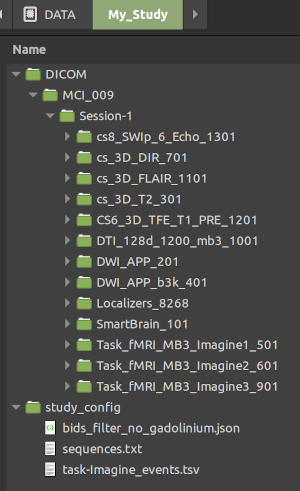 DATA
My_Study
Name
DICOM
MCI_009
Session-1
cs8_SWIp_6_Echo_1301
cs_3D_DIR_701
cs_3D_FLAIR_1101
cs_3D_T2_301
CS6_3D_TFE_T1_PRE_1201
DTI_128d_1200_mb3_1001
DWI_APP_201
DWI_APP_b3k_401
Localizers_8268
SmartBrain_101
Task_fMRI_MB3_Imagine1_501
Task_fMRI_MB3_Imagine2_601
Task_fMRI_MB3_Imagine3_901
study_config
bids_filter_no_gadolinium.json
sequences.txt
task-Imagine_events.tsv